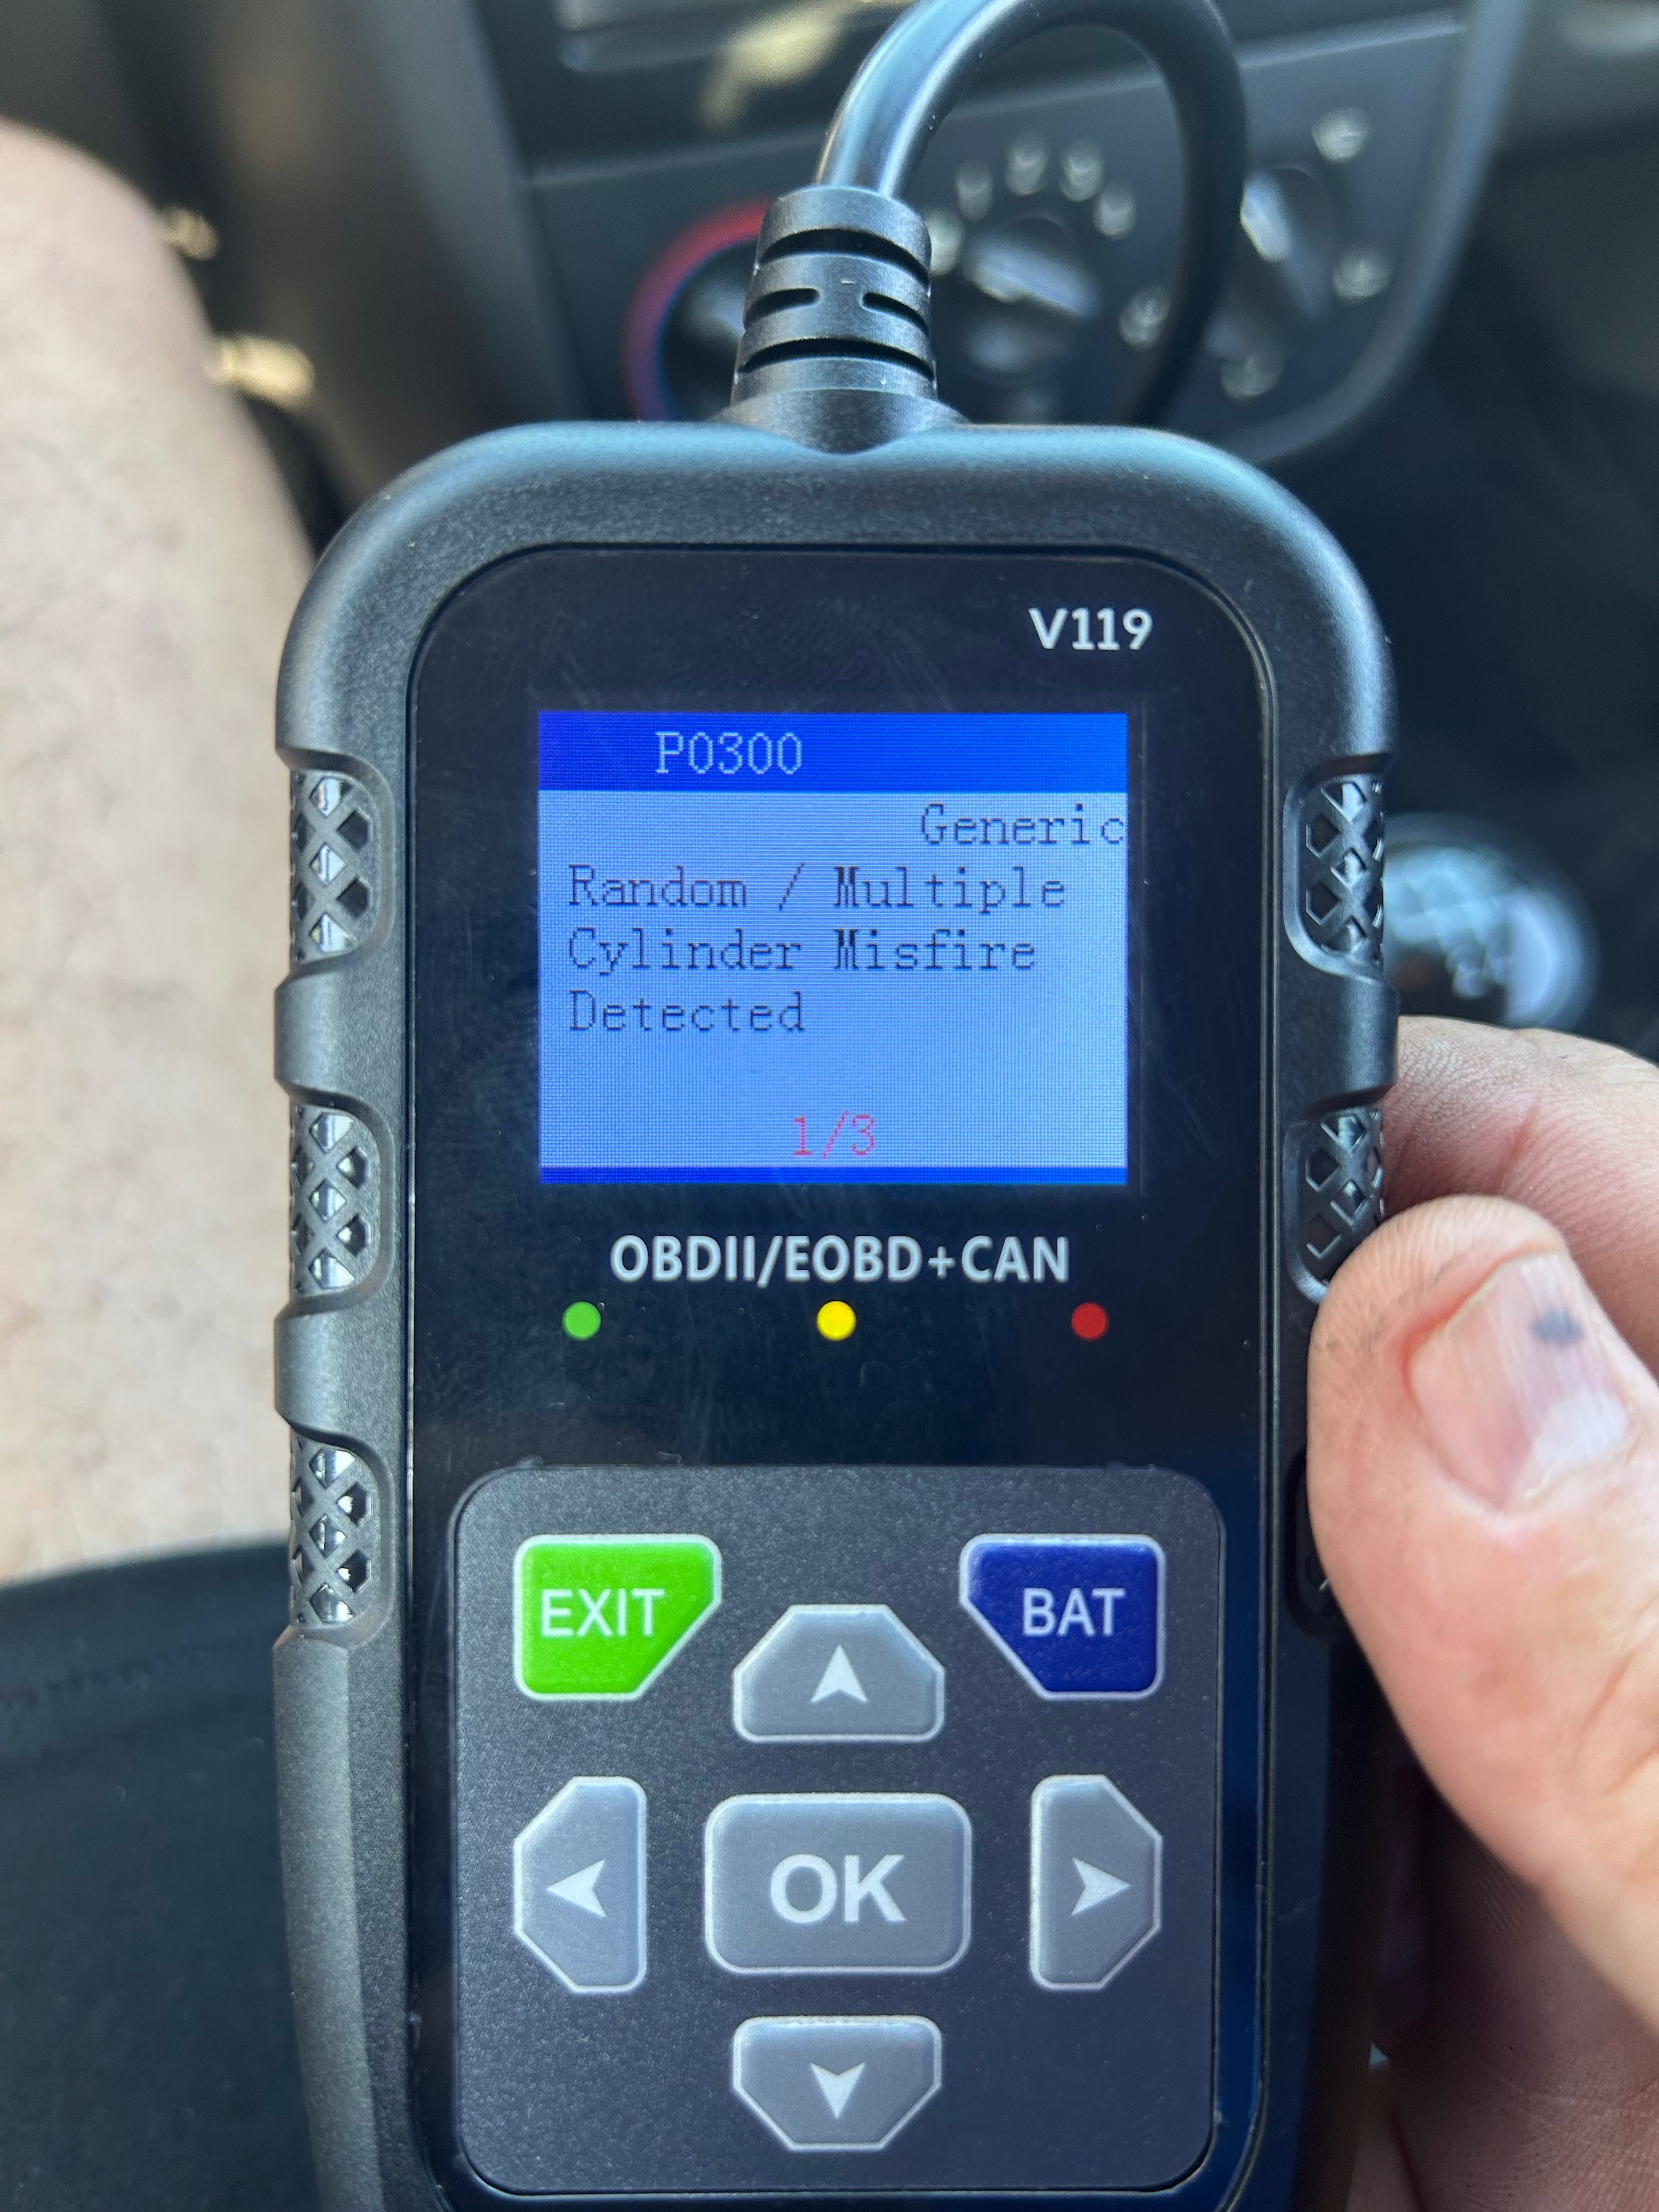 V119
P0300
Generic
Random / Multiple
Cylinder Misfire
Detected
1/3
OBDII/EOBD+CAN
EXIT
BAT
OK